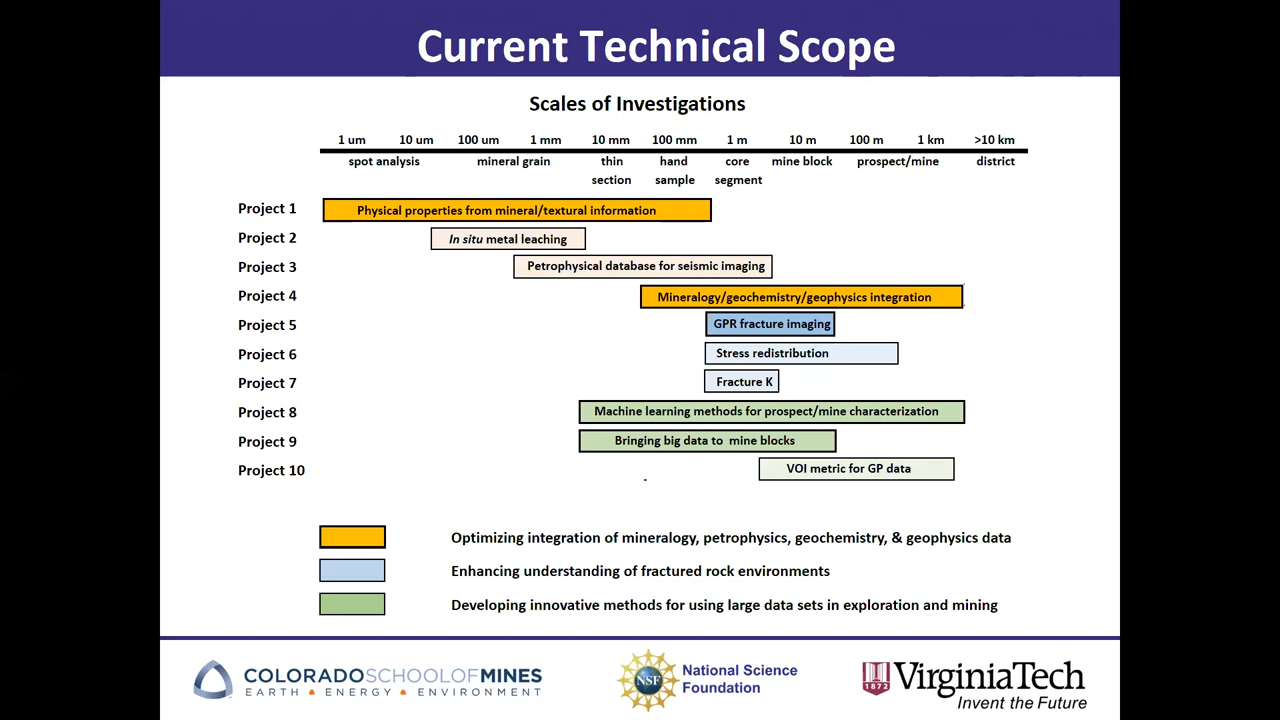 Current Technical Scope
Scales of Investigations
1 um 10 um 100 um 1 mm 10 mm 100 mm 1 m 10 m 100 m 1 km >10 km
spot analysis mineral grain thin hand core mine block prospect/mine district
section sample segment
Project 1 Physical properties from mineral/textural information
Project 2 In situ metal leaching
Project 3 Petrophysical database for seismic imaging
Project 4 Mineralogy/geochemistry/geophysics integration
Project 5 GPR fracture imaging
Project 6 Stress redistribution
Project 7 Fracture K
Project 8 Machine learning methods for prospect/mine characterization
Project 9 Bringing big data to mine blocks
Project 10 VOI metric for GP data
Optimizing integration of mineralogy, petrophysics, geochemistry, & geophysics data
Enhancing understanding of fractured rock environments
Developing innovative methods for using large data sets in exploration and mining
COLORADOSCHOOLOFMINES
EARTH • ENERGY • ENVIRONMENT
NSF
National Science
Foundation
1872
VirginiaTech
Invent the Future